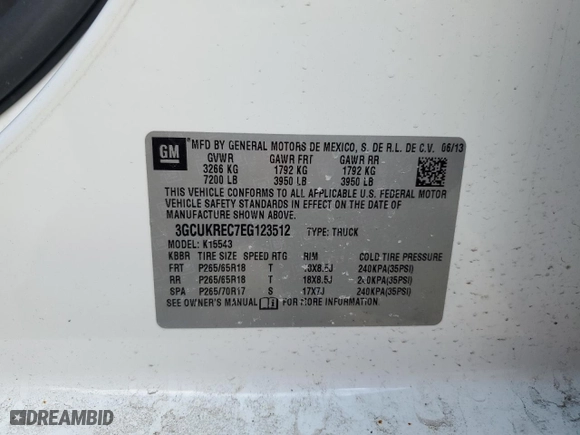 GM
MFD BY GENERAL MOTORS DE MEXICO, S. DE R.L. DE C.V. 06/13
GVWR GAWR FRT GAWR RR
3266 KG 1792 KG 1792 KG
7200 LB 3950 LB 3950 LB
THIS VEHICLE CONFORMS TO ALL APPLICABLE U.S. FEDERAL MOTOR
VEHICLE SAFETY STANDARDS IN EFFECT ON THE DATE OF
MANUFACTURE SHOWN ABOVE.
3GCUKREC7EG123512 TYPE: TRUCK
MODEL: K15543
KBBR TIRE SIZE SPEED RTG RIM COLD TIRE PRESSURE
FRT P265/65R18 T 18X8.5J 240KPA(35PSI)
RR P265/65R18 T 18X8.5J 240KPA(35PSI)
SPA P265/70R17 S 17X7J 240KPA(35PSI)
SEE OWNER'S MANUAL FOR MORE INFORMATION.
DREAMBID